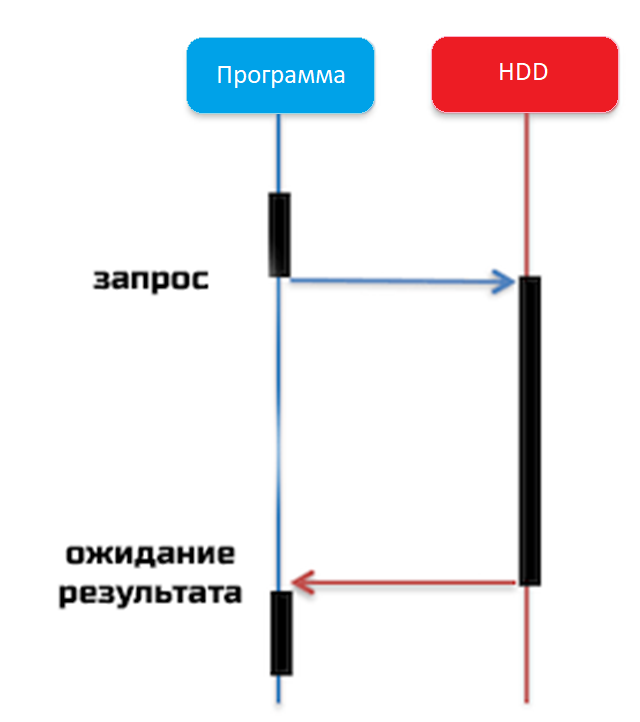 Программа
HDD
запрос
ожидание
результата